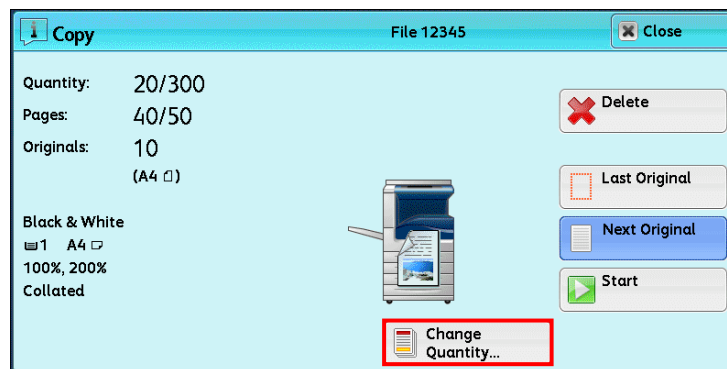 Copy
File 12345
Close
Quantity: 20/300
Pages: 40/50
Originals: 10
(A4)
Delete
Last Original
Next Original
Start
Black & White
1 A4
100%, 200%
Collated
Change
Quantity...